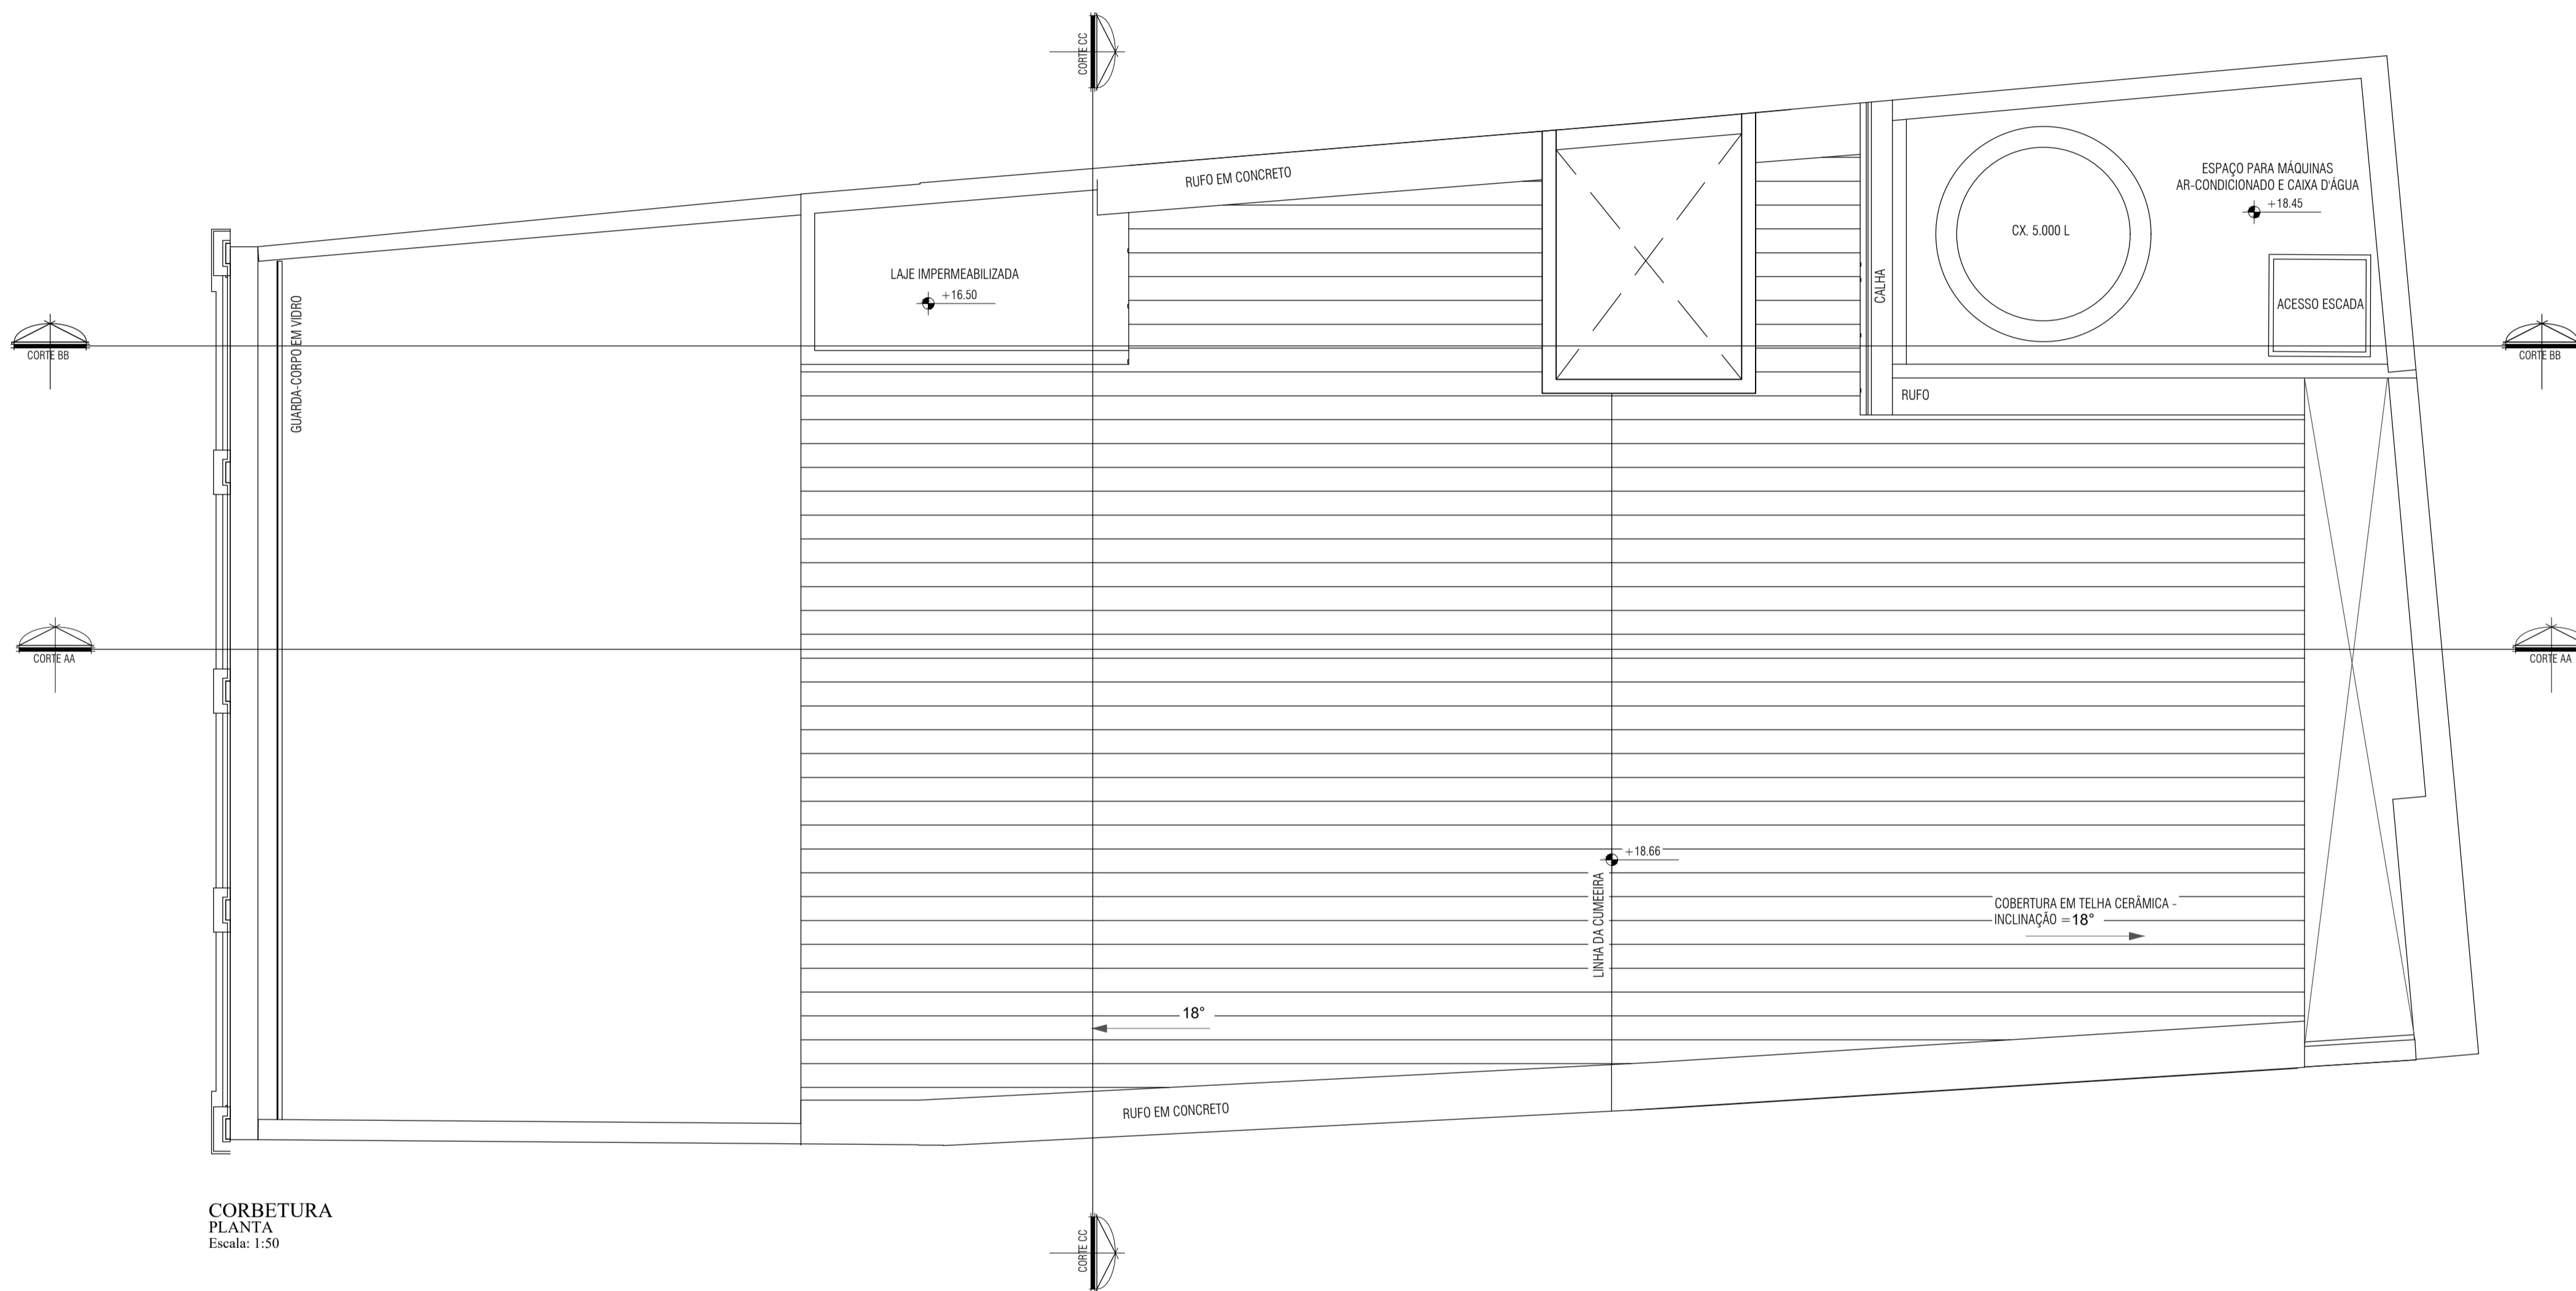 CORTE CC
RUFO EM CONCRETO
ESPAÇO PARA MÁQUINAS
AR-CONDICIONADO E CAIXA D'ÁGUA
+18.45
CX. 5.000 L
LAJE IMPERMEABILIZADA
+16.50
CALHA
ACESSO ESCADA
GUARDA-CORPO EM VIDRO
CORTE BB
CORTE BB
RUFO
CORTE AA
CORTE AA
+18.66
LINHA DA CUMEEIRA
COBERTURA EM TELHA CERÂMICA -
INCLINAÇÃO =18°
18°
RUFO EM CONCRETO
CORBETURA
PLANTA
Escala: 1:50
CORTE CC